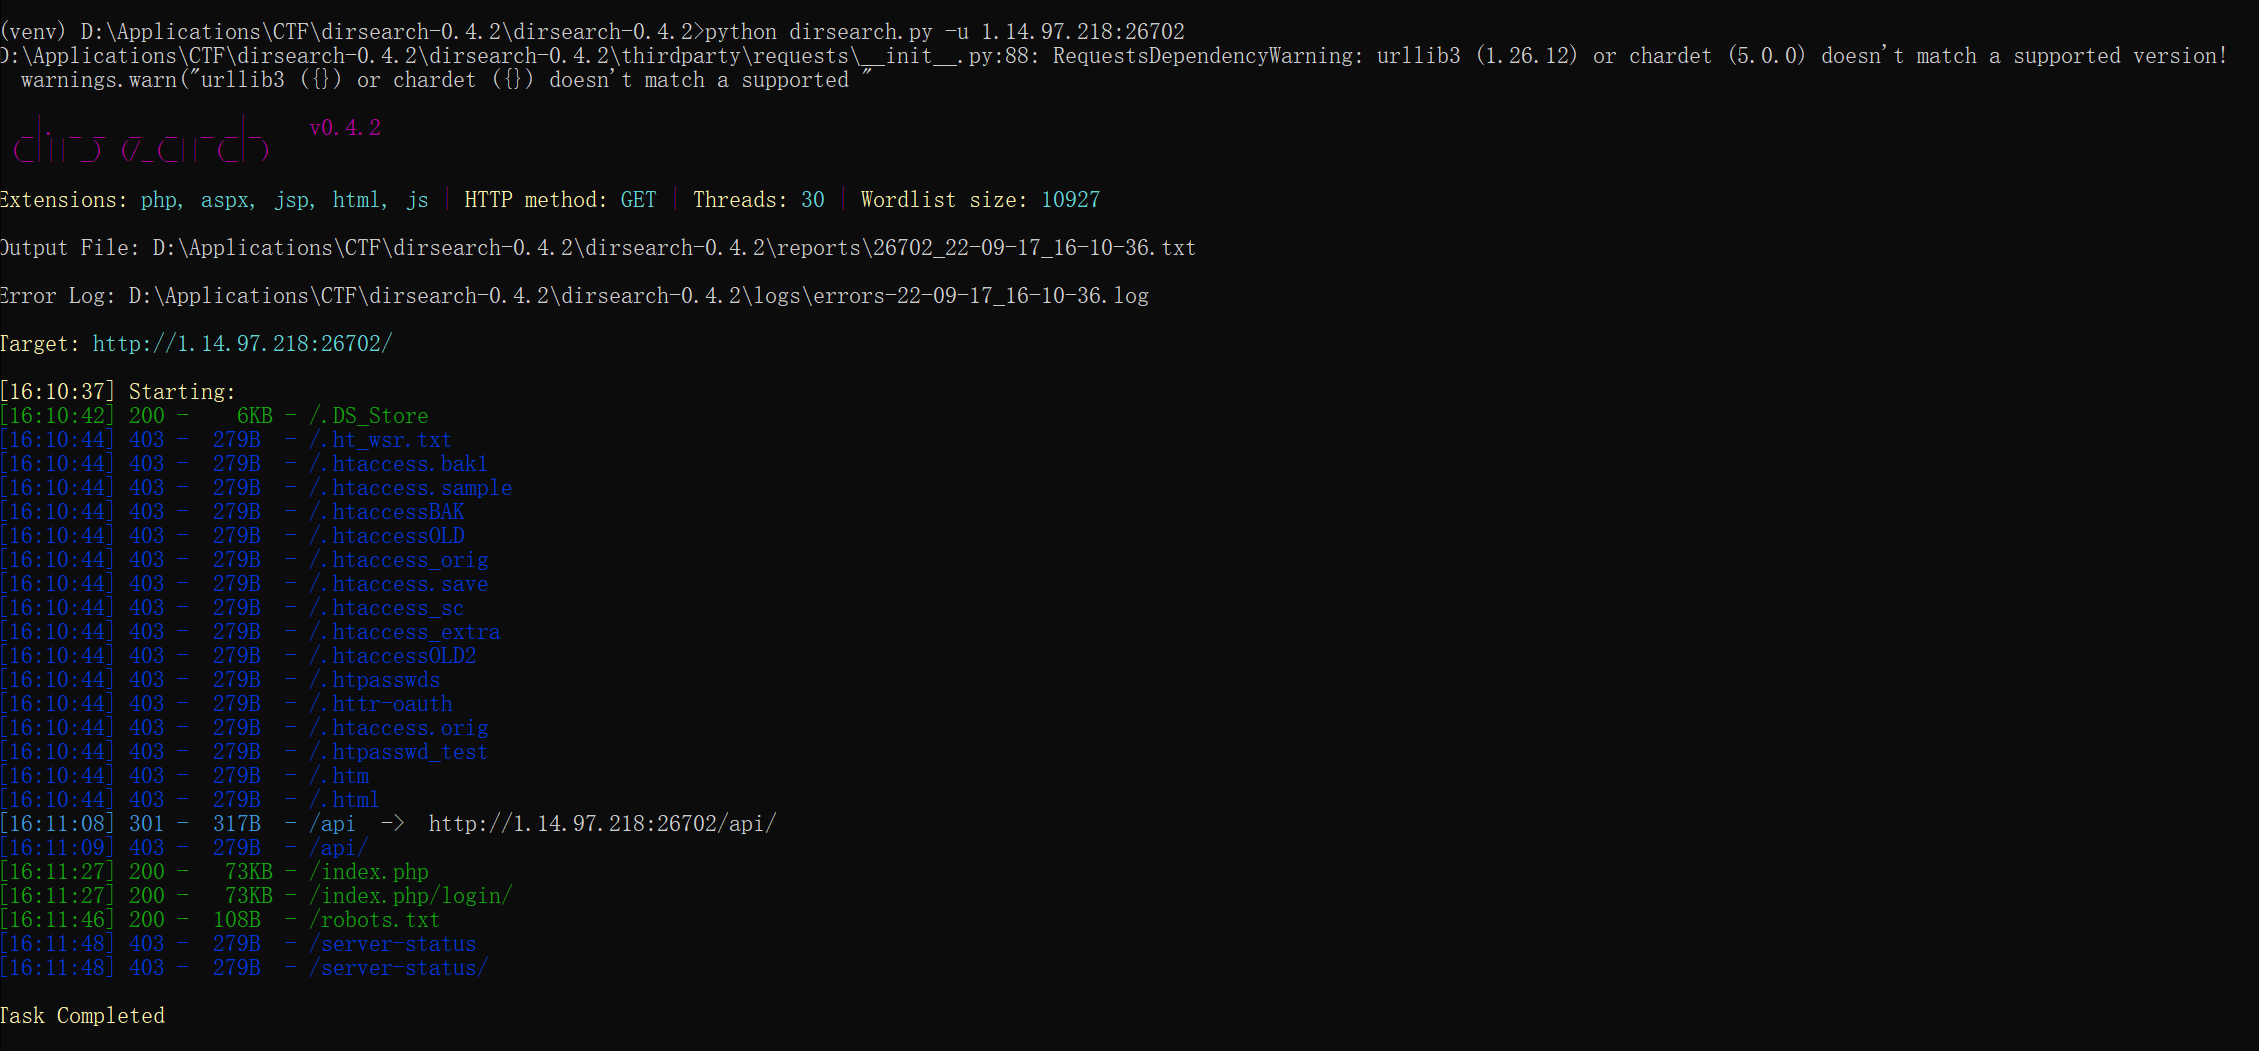 (venv) D:\Applications\CTF\dirsearch-0.4.2\dirsearch-0.4.2>python dirsearch.py -u 1.14.97.218:26702
D:\Applications\CTF\dirsearch-0.4.2\dirsearch-0.4.2\thirdparty\requests\__init__.py:88: RequestsDependencyWarning: urllib3 (1.26.12) or chardet (5.0.0) doesn't match a supported version!
  warnings.warn("urllib3 ({}) or chardet ({}) doesn't match a supported "
  _|. _ _  _  _  _ _|_    v0.4.2
 (_||| _) (/_(_|| (_| )
Extensions: php, aspx, jsp, html, js | HTTP method: GET | Threads: 30 | Wordlist size: 10927
Output File: D:\Applications\CTF\dirsearch-0.4.2\dirsearch-0.4.2\reports\26702_22-09-17_16-10-36.txt
Error Log: D:\Applications\CTF\dirsearch-0.4.2\dirsearch-0.4.2\logs\errors-22-09-17_16-10-36.log
Target: http://1.14.97.218:26702/
[16:10:37] Starting:
[16:10:42] 200 -    6KB - /.DS_Store
[16:10:44] 403 -  279B  - /.ht_wsr.txt
[16:10:44] 403 -  279B  - /.htaccess.bak1
[16:10:44] 403 -  279B  - /.htaccess.sample
[16:10:44] 403 -  279B  - /.htaccessBAK
[16:10:44] 403 -  279B  - /.htaccessOLD
[16:10:44] 403 -  279B  - /.htaccess_orig
[16:10:44] 403 -  279B  - /.htaccess.save
[16:10:44] 403 -  279B  - /.htaccess_sc
[16:10:44] 403 -  279B  - /.htaccess_extra
[16:10:44] 403 -  279B  - /.htaccessOLD2
[16:10:44] 403 -  279B  - /.htpasswds
[16:10:44] 403 -  279B  - /.httr-oauth
[16:10:44] 403 -  279B  - /.htaccess.orig
[16:10:44] 403 -  279B  - /.htpasswd_test
[16:10:44] 403 -  279B  - /.htm
[16:10:44] 403 -  279B  - /.html
[16:11:08] 301 -  317B  - /api  ->  http://1.14.97.218:26702/api/
[16:11:09] 403 -  279B  - /api/
[16:11:27] 200 -   73KB - /index.php
[16:11:27] 200 -   73KB - /index.php/login/
[16:11:46] 200 -  108B  - /robots.txt
[16:11:48] 403 -  279B  - /server-status
[16:11:48] 403 -  279B  - /server-status/
Task Completed